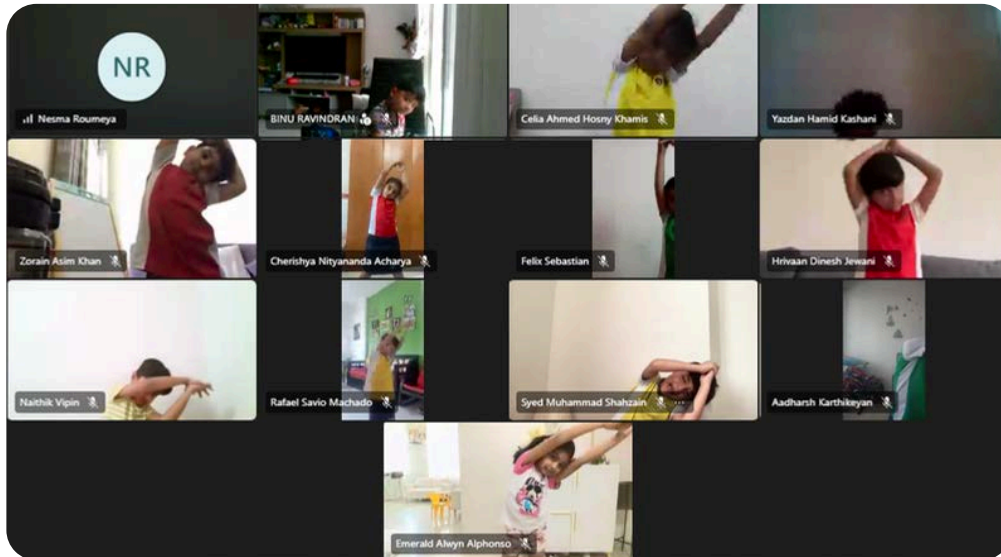 NR
Nesma Roumeya
BINU RAVINDRAN
Celia Ahmed Hosny Khamis
Yazdan Hamid Kashani
Zorain Asim Khan
Cherishya Nityananda Acharya
Felix Sebastian
Hrivaan Dinesh Jewani
Naithik Vipin
Rafael Savio Machado
Syed Muhammad Shahzain
Aadharsh Karthikeyan
Emerald Alwyn Alphonso